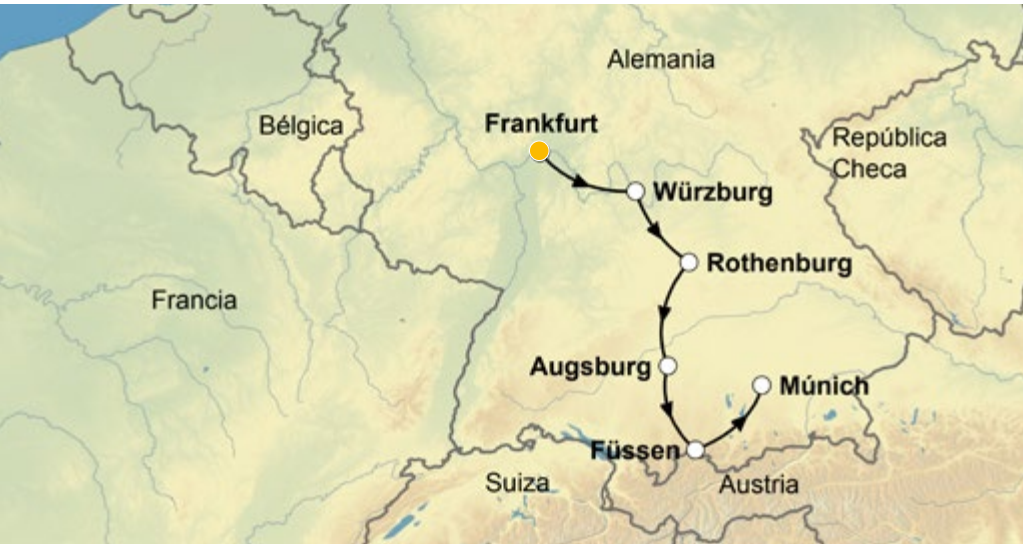 Alemania
Frankfurt
Bélgica
República
Checa
Würzburg
Rothenburg
Francia
Augsburg
Múnich
Füssen
Suiza
Austria